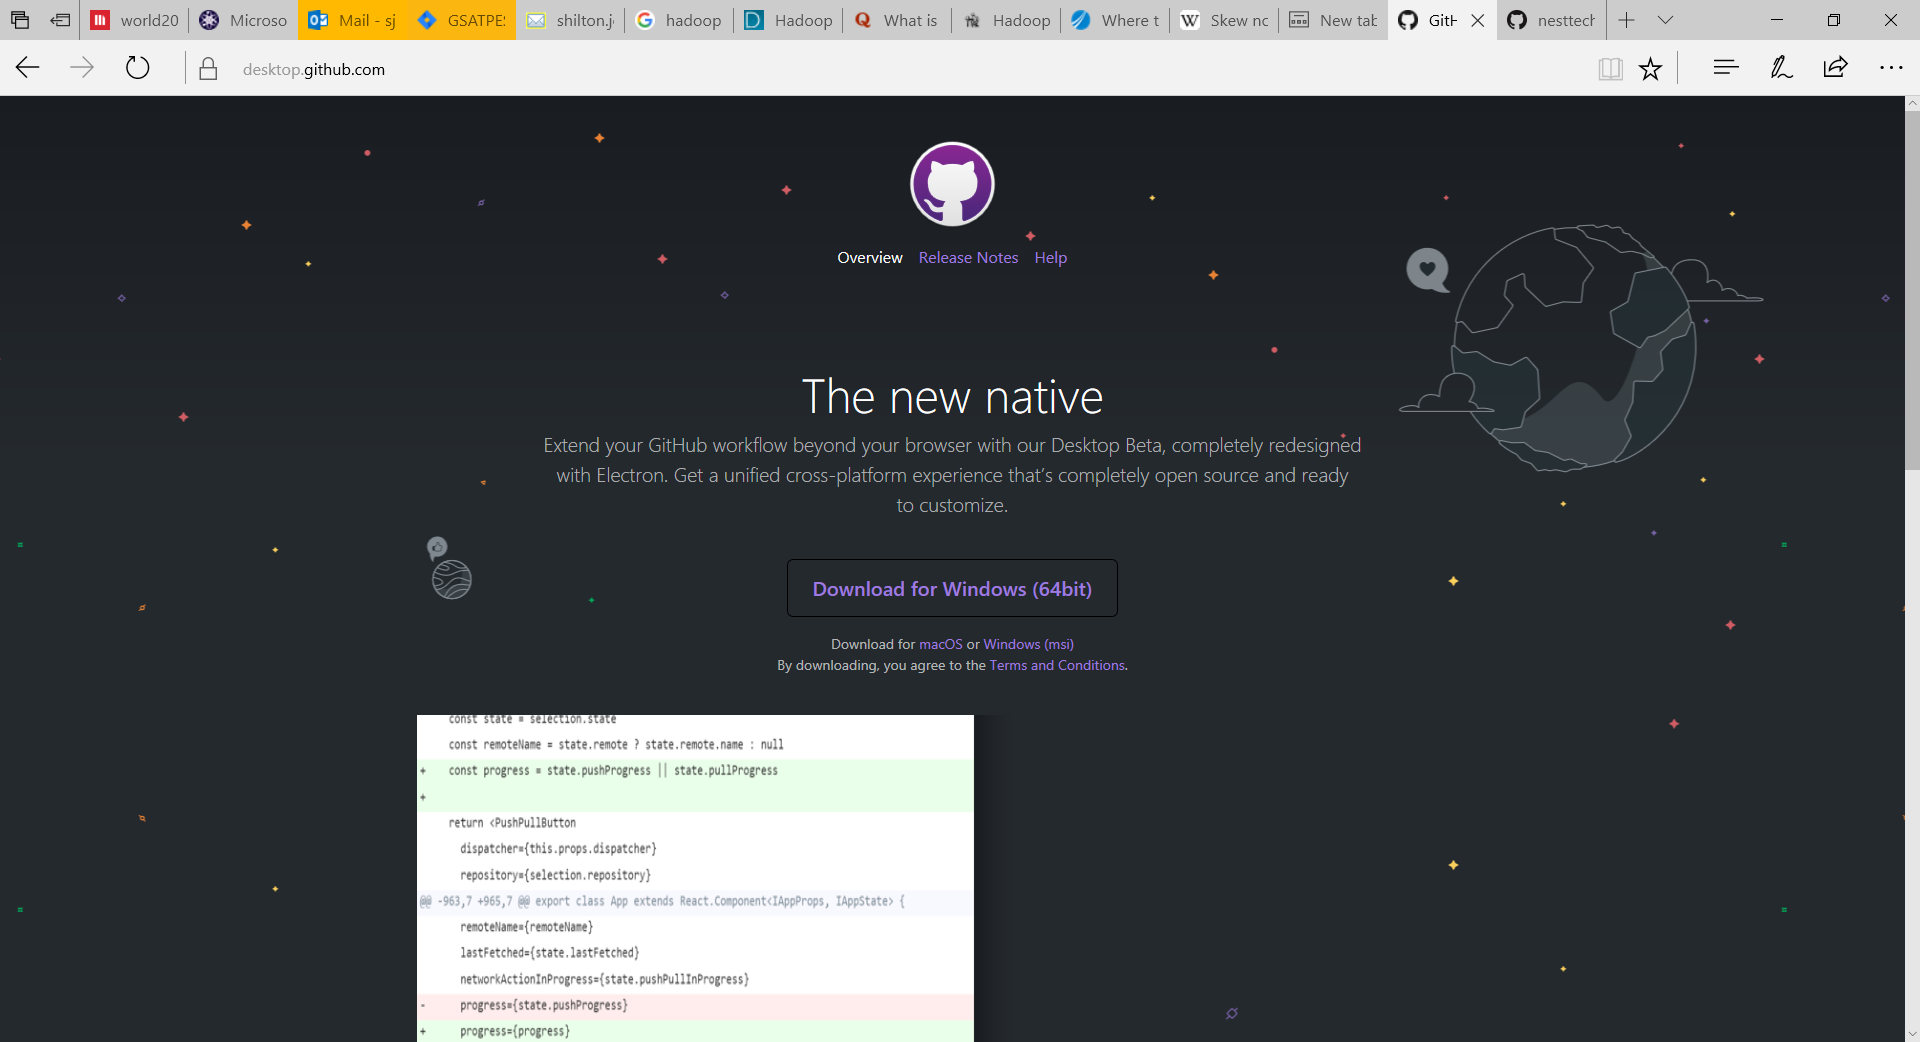 world20
Microso
Mail - sj
GSATPE
shilton.j
hadoop
Hadoop
What is
Hadoop
Where t
Skew nc
New tab
GitH
nesttech
desktop.github.com
Overview Release Notes Help
The new native
Extend your GitHub workflow beyond your browser with our Desktop Beta, completely redesigned
with Electron. Get a unified cross-platform experience that’s completely open source and ready
to customize.
Download for Windows (64bit)
Download for macOS or Windows (msi)
By downloading, you agree to the Terms and Conditions.
const state = selection.state
const remoteName = state.remote ? state.remote.name : null
+ const progress = state.pushProgress || state.pullProgress
+
return <PushPullButton
dispatcher={this.props.dispatcher}
repository={selection.repository}
@@ -963,7 +965,7 @@ export class App extends React.Component<IAppProps, IAppState> {
remoteName={remoteName}
lastFetched={state.lastFetched}
networkActionInProgress={state.pushPullInProgress}
- progress={state.pushProgress}
+ progress={progress}